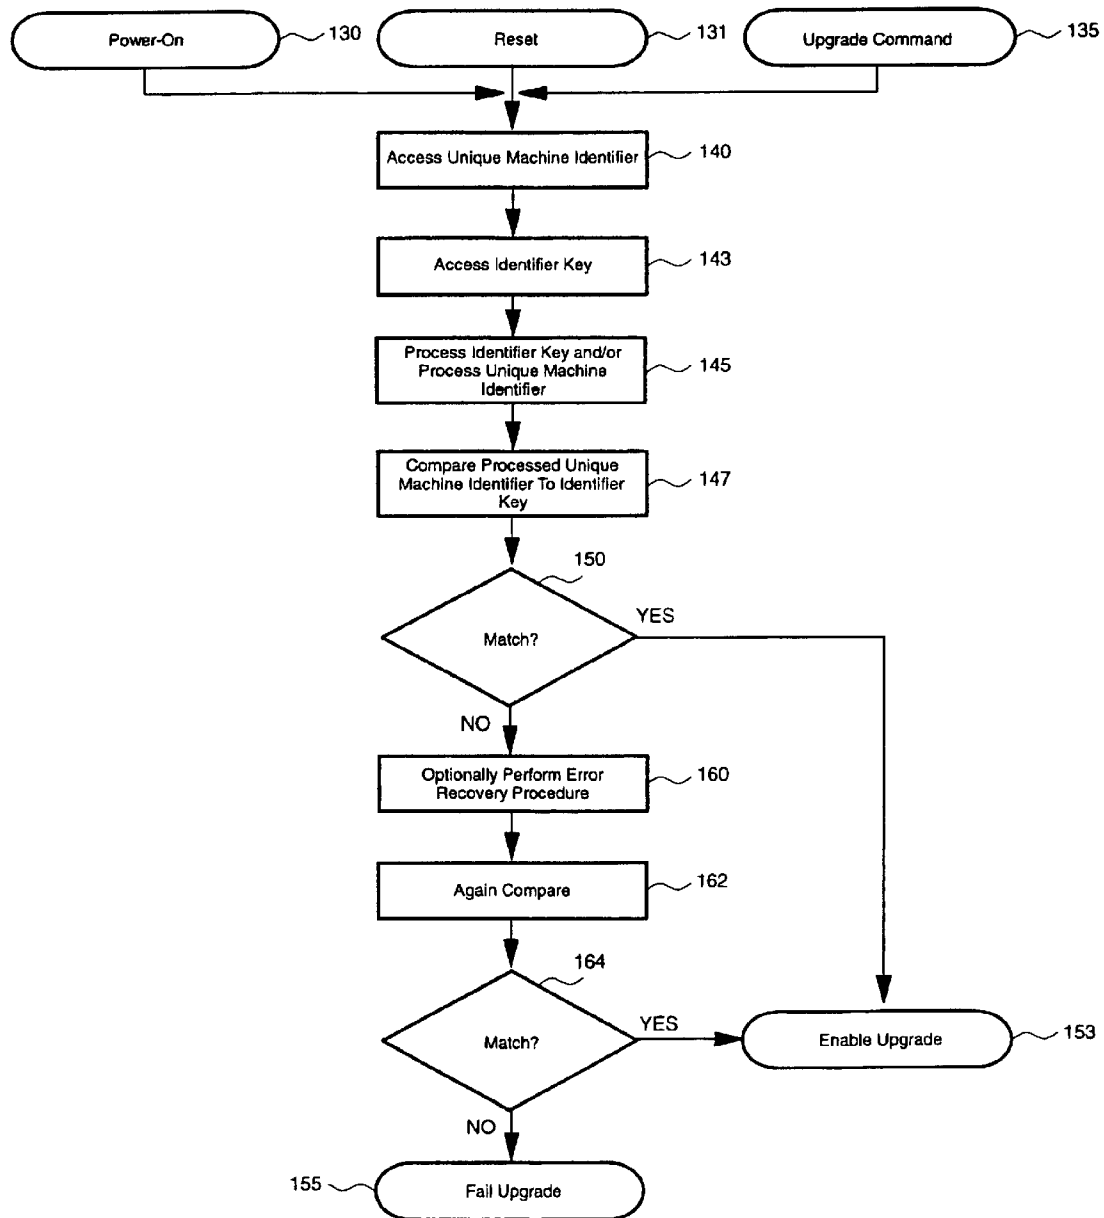 Power-On
130
Reset
131
Upgrade Command
135
Access Unique Machine Identifier
140
Access Identifier Key
143
Process Identifier Key and/or
Process Unique Machine
Identifier
145
Compare Processed Unique
Machine Identifier To Identifier
Key
147
150
Match?
YES
NO
Optionally Perform Error
Recovery Procedure
160
Again Compare
162
164
Match?
YES
Enable Upgrade
153
NO
155
Fail Upgrade